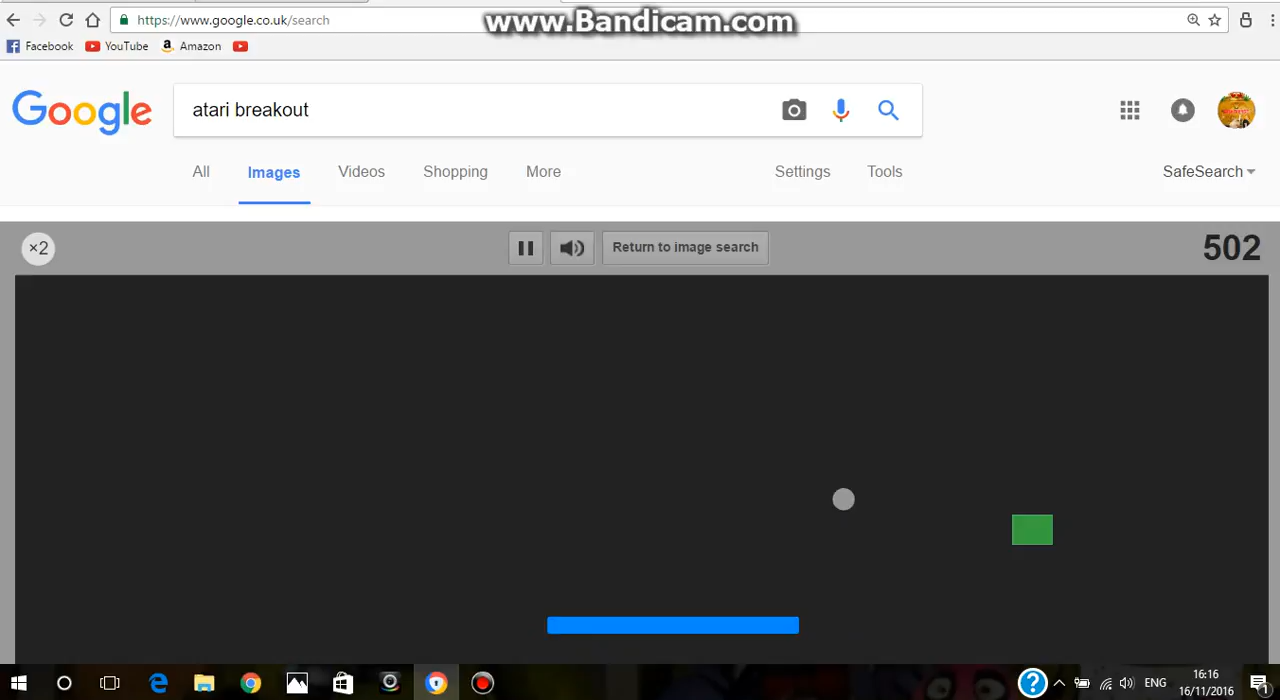 www.Bandicam.com
https://www.google.co.uk/search
Facebook YouTube Amazon
Google atari breakout
All Images Videos Shopping More Settings Tools SafeSearch
×2 Return to image search 502
ENG 16:16
16/11/2016